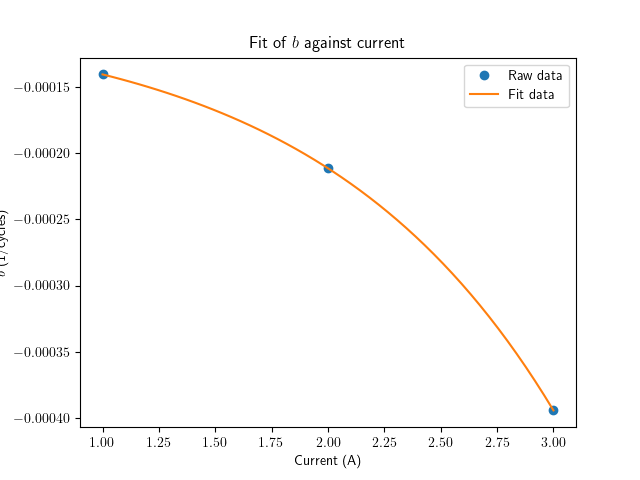 Fit of b against current
Raw data
Fit data
−0.00015
−0.00020
−0.00025
−0.00030
−0.00035
−0.00040
b (1/cycles)
1.00 1.25 1.50 1.75 2.00 2.25 2.50 2.75 3.00
Current (A)